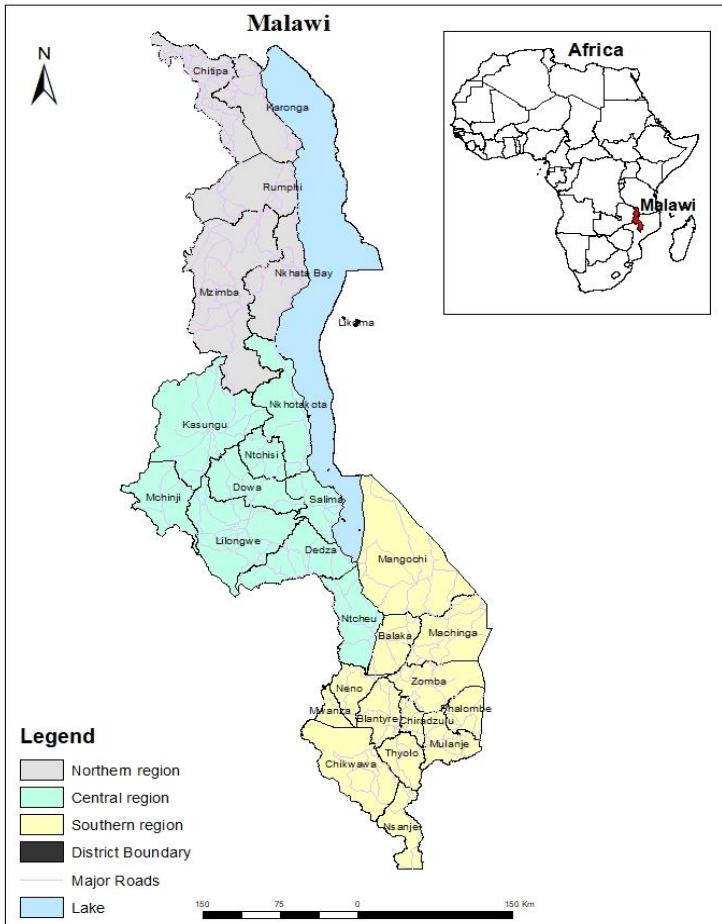 Malawi
N
Africa
Malawi
Chitipa
Karonga
Rumphi
Nkhata Bay
Mzimba
Likoma
Nkhotakota
Kasungu
Ntchisi
Dowa
Mchinji
Salima
Lilongwe
Dedza
Mangochi
Ntcheu
Balaka
Machinga
Zomba
Neno
Mwanza
Blantyre
Chiradzulu
Phalombe
Mulanje
Thyolo
Chikwawa
Nsanje
Legend
Northern region
Central region
Southern region
District Boundary
Major Roads
Lake
150 75 0 150 Km